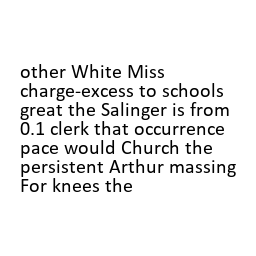 other White Miss
charge-excess to schools
great the Salinger is from
0.1 clerk that occurrence
pace would Church the
persistent Arthur massing
For knees the